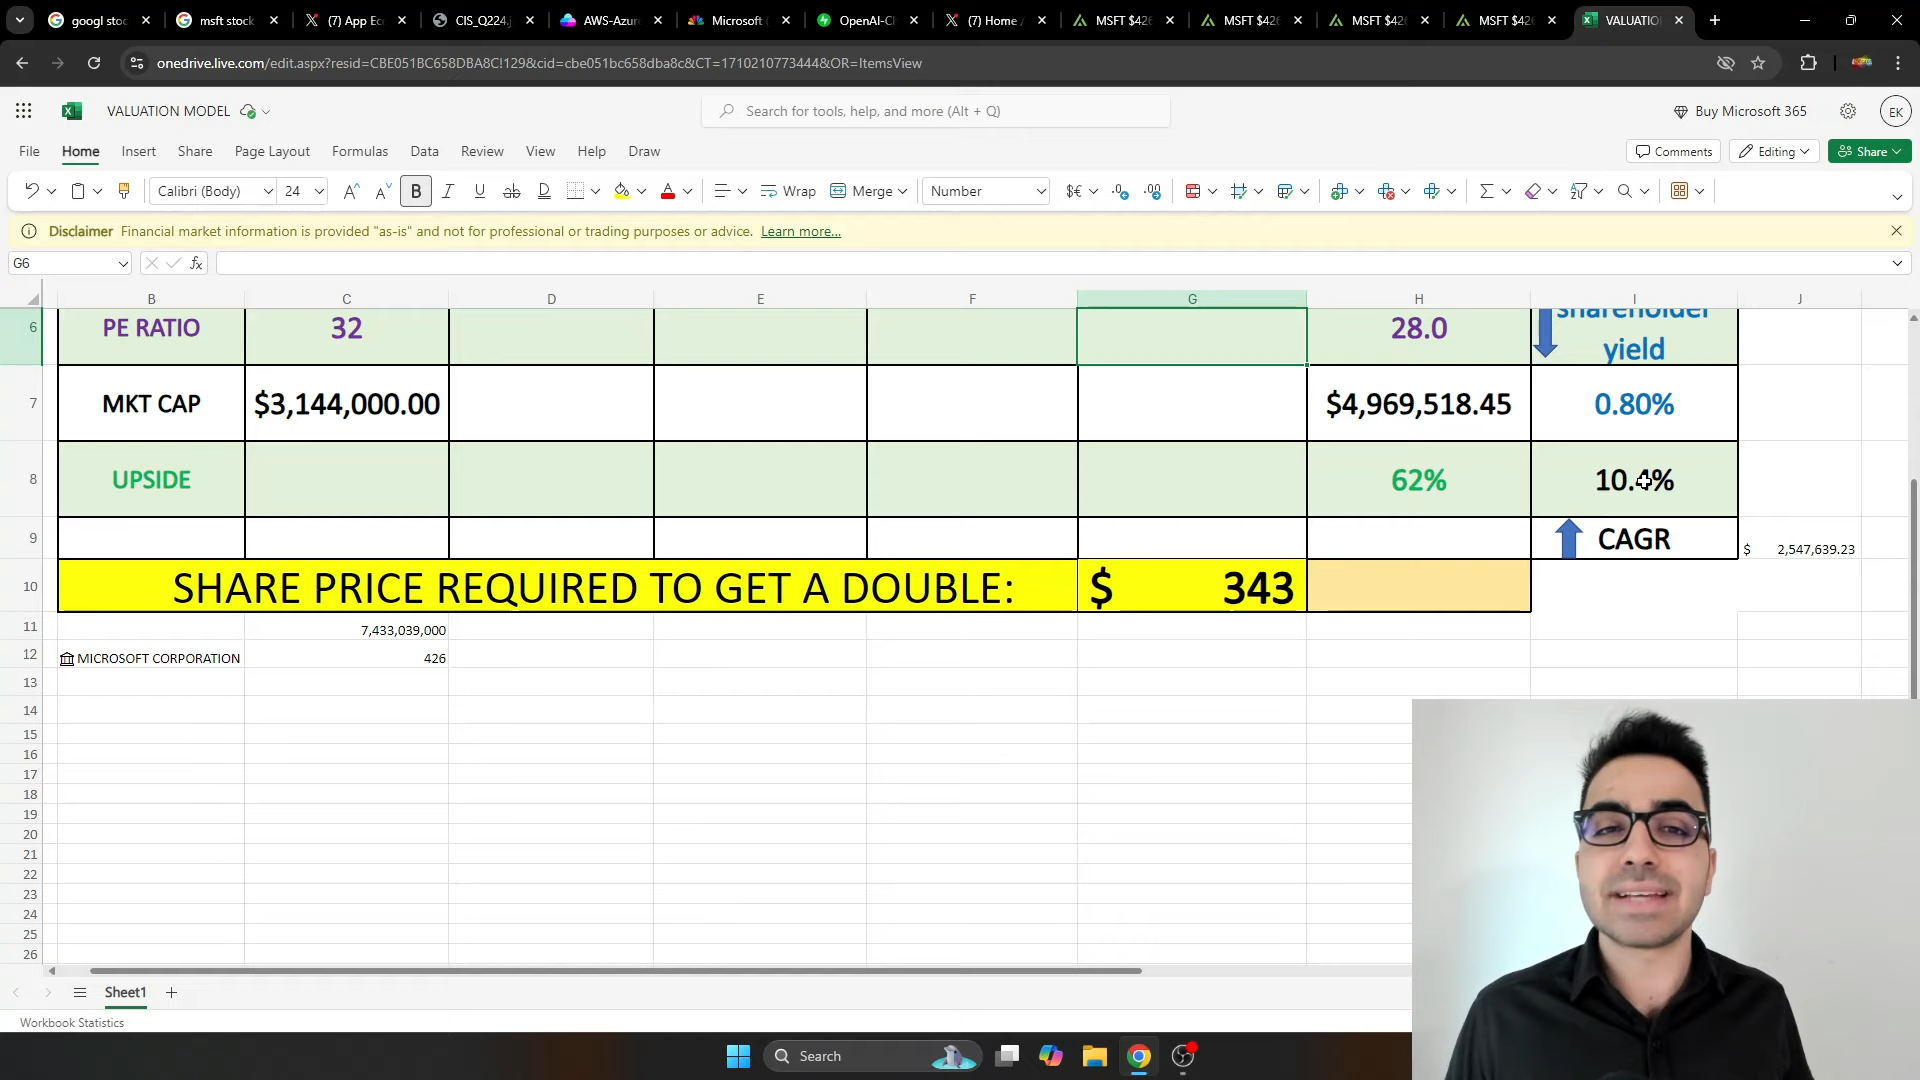 googl stoc
msft stock
(7) App Ec
CIS_Q224.
AWS-Azure
Microsoft
OpenAI-C
(7) Home
MSFT $426
MSFT $426
MSFT $426
MSFT $426
VALUATIO
onedrive.live.com/edit.aspx?resid=CBE051BC658DBA8C!129&cid=cbe051bc658dba8c&CT=1710210773444&OR=ItemsView
VALUATION MODEL
Search for tools, help, and more (Alt + Q)
Buy Microsoft 365
EK
File Home Insert Share Page Layout Formulas Data Review View Help Draw
Comments
Editing
Share
Calibri (Body) 24
Wrap
Merge
Number
Disclaimer Financial market information is provided "as-is" and not for professional or trading purposes or advice. Learn more...
G6
fx
B C D E F G H I J
6 PE RATIO 32 28.0 shareholder
yield
7 MKT CAP $3,144,000.00 $4,969,518.45 0.80%
8 UPSIDE 62% 10.4%
9 CAGR $ 2,547,639.23
10 SHARE PRICE REQUIRED TO GET A DOUBLE: $ 343
11 7,433,039,000
12 MICROSOFT CORPORATION 426
13
14
15
16
17
18
19
20
21
22
23
24
25
26
Sheet1
Workbook Statistics
Search